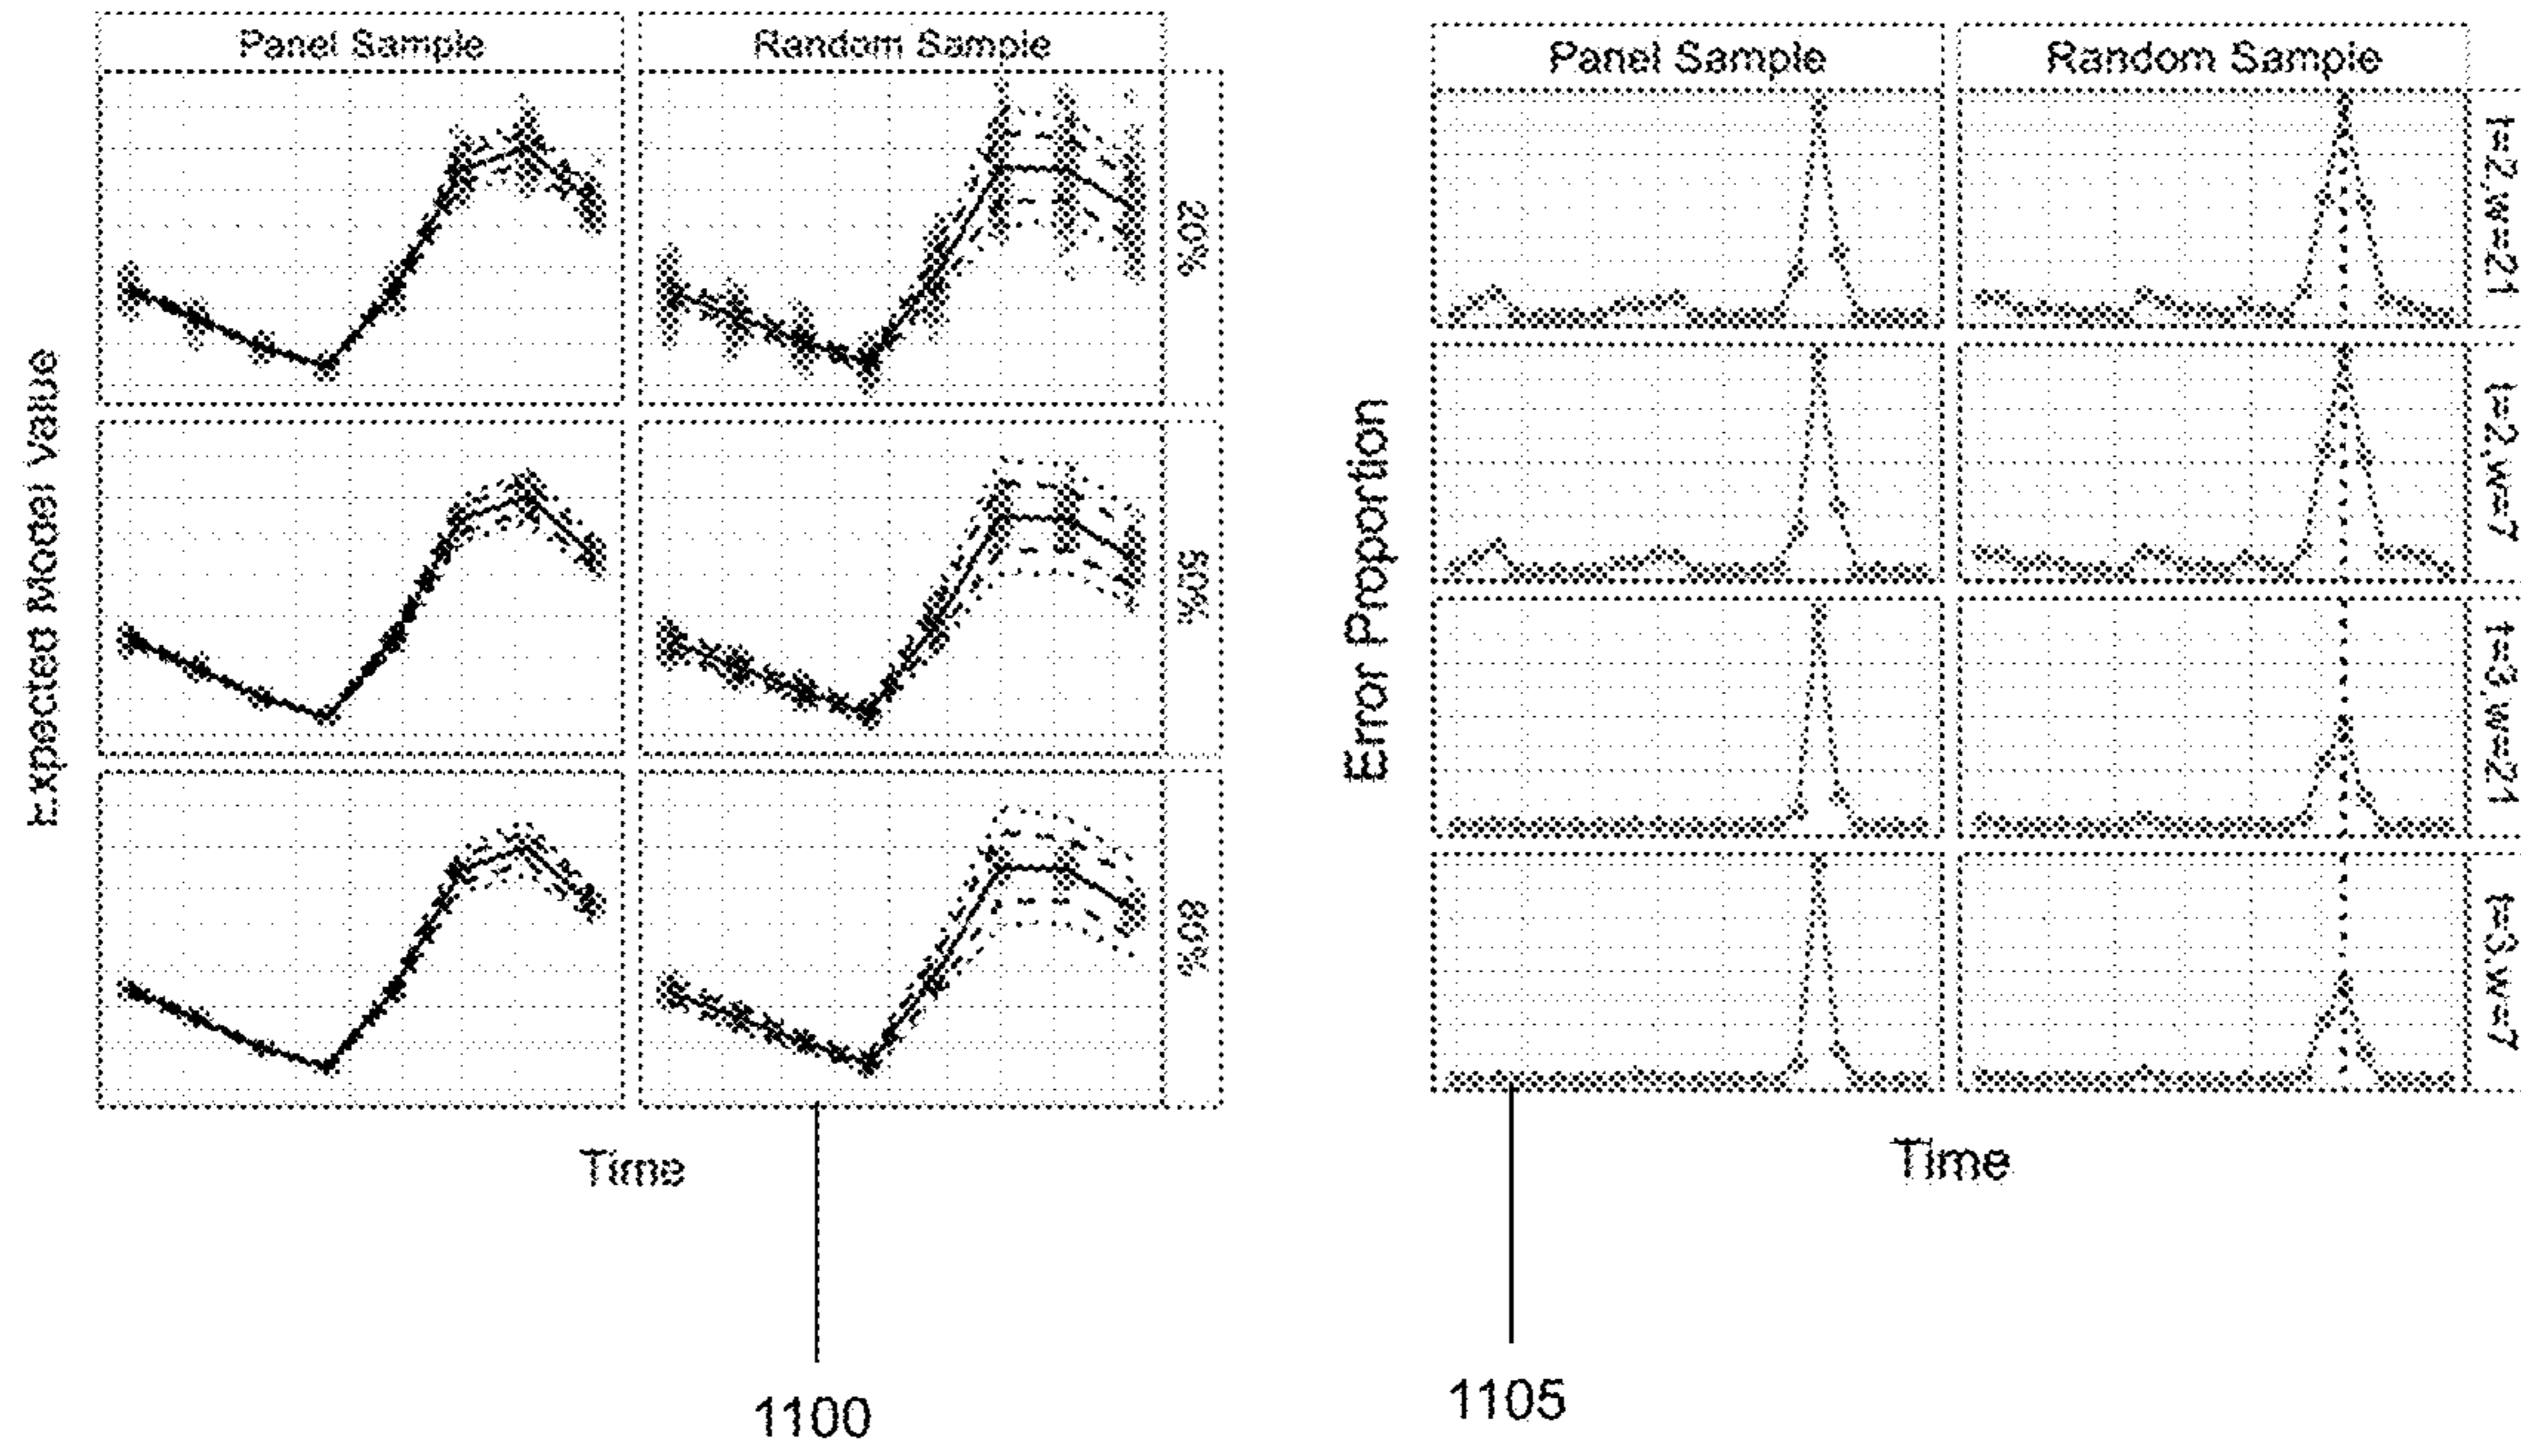 Panel Sample
Random Sample
Expected Model Value
20%
50%
80%
Time
1100
Panel Sample
Random Sample
Error Proportion
t=2,w=21
t=2,w=7
t=3,w=21
t=3,w=7
Time
1105